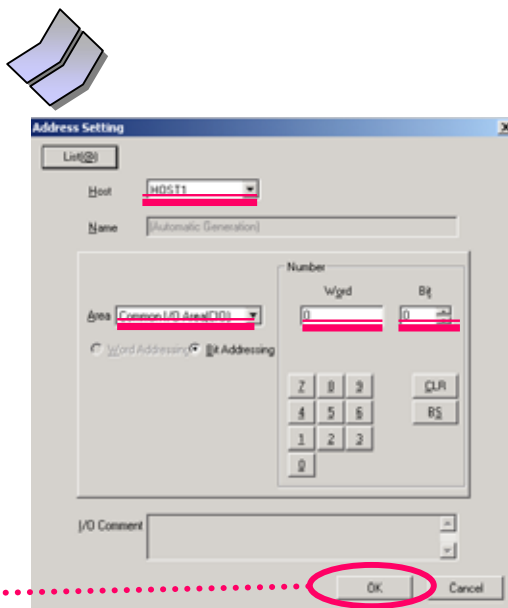 Address Setting
List(@)
Host HOST1
Name (Automatic Generation)
Number
Word Bit
Area Common I/O Area(CIO) 0 0
Word Addressing Bit Addressing
7 8 9 CLR
4 5 6 BS
1 2 3
0
I/O Comment
OK Cancel